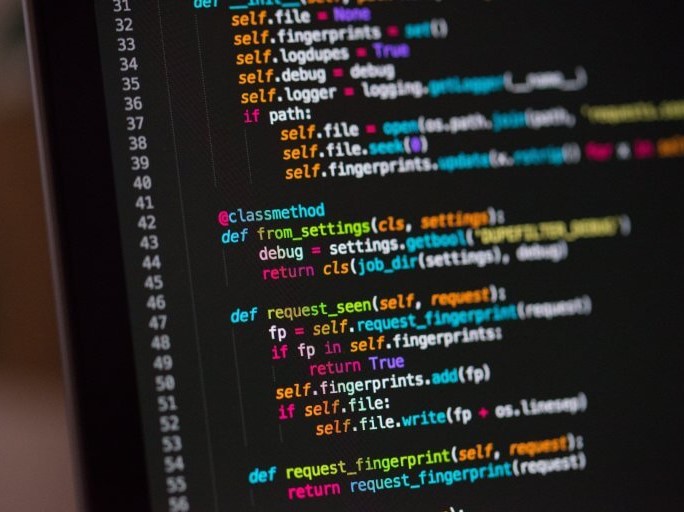 31 def __init__(self,
32 self.file = None
33 self.fingerprints = set()
34 self.logdupes = True
35 self.debug = debug
36 self.logger = logging.getLogger(__name__)
37 if path:
38 self.file = open(os.path.join(path, 'requests.
39 self.file.seek(0)
40 self.fingerprints.update(x.rstrip() for x in
41
42 @classmethod
43 def from_settings(cls, settings):
44 debug = settings.getbool('DUPEFILTER_DEBUG')
45 return cls(job_dir(settings), debug)
46
47 def request_seen(self, request):
48 fp = self.request_fingerprint(request)
49 if fp in self.fingerprints:
50 return True
51 self.fingerprints.add(fp)
52 if self.file:
53 self.file.write(fp + os.linesep)
54
55 def request_fingerprint(self, request):
56 return request_fingerprint(request)